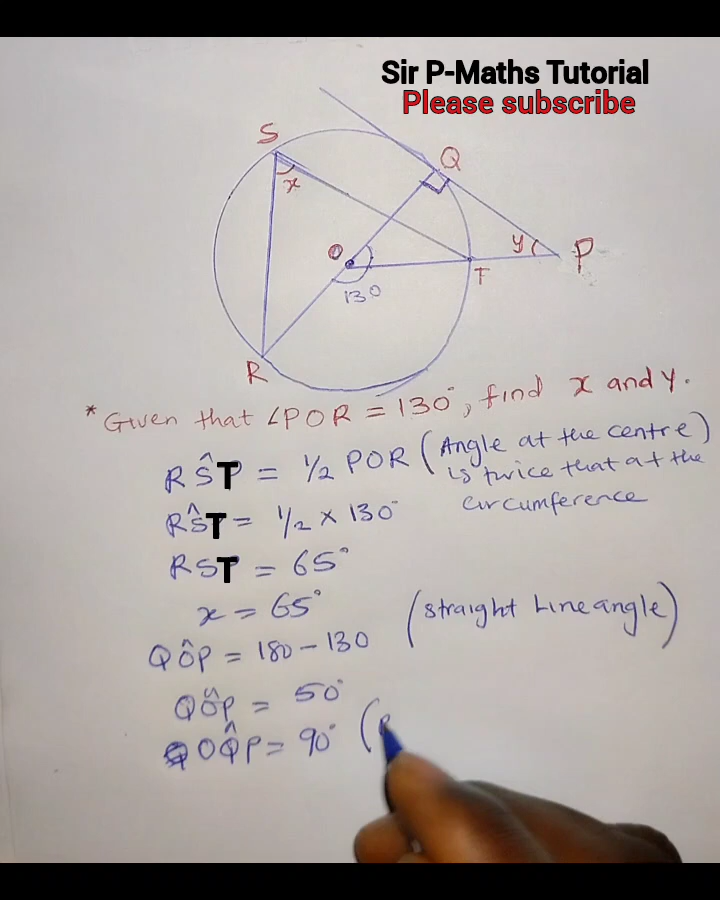 Sir P-Maths Tutorial
Please subscribe
S
Q
x
O
y
P
T
130
R
* Given that ∠POR = 130°, find x and y.
RŜT = 1/2 POR (Angle at the centre)
is twice that at the
circumference
RŜT = 1/2 x 130°
RST = 65°
x = 65° (straight Line angle)
QÔP = 180 - 130
QÔP = 50°
OQ̂P = 90° (